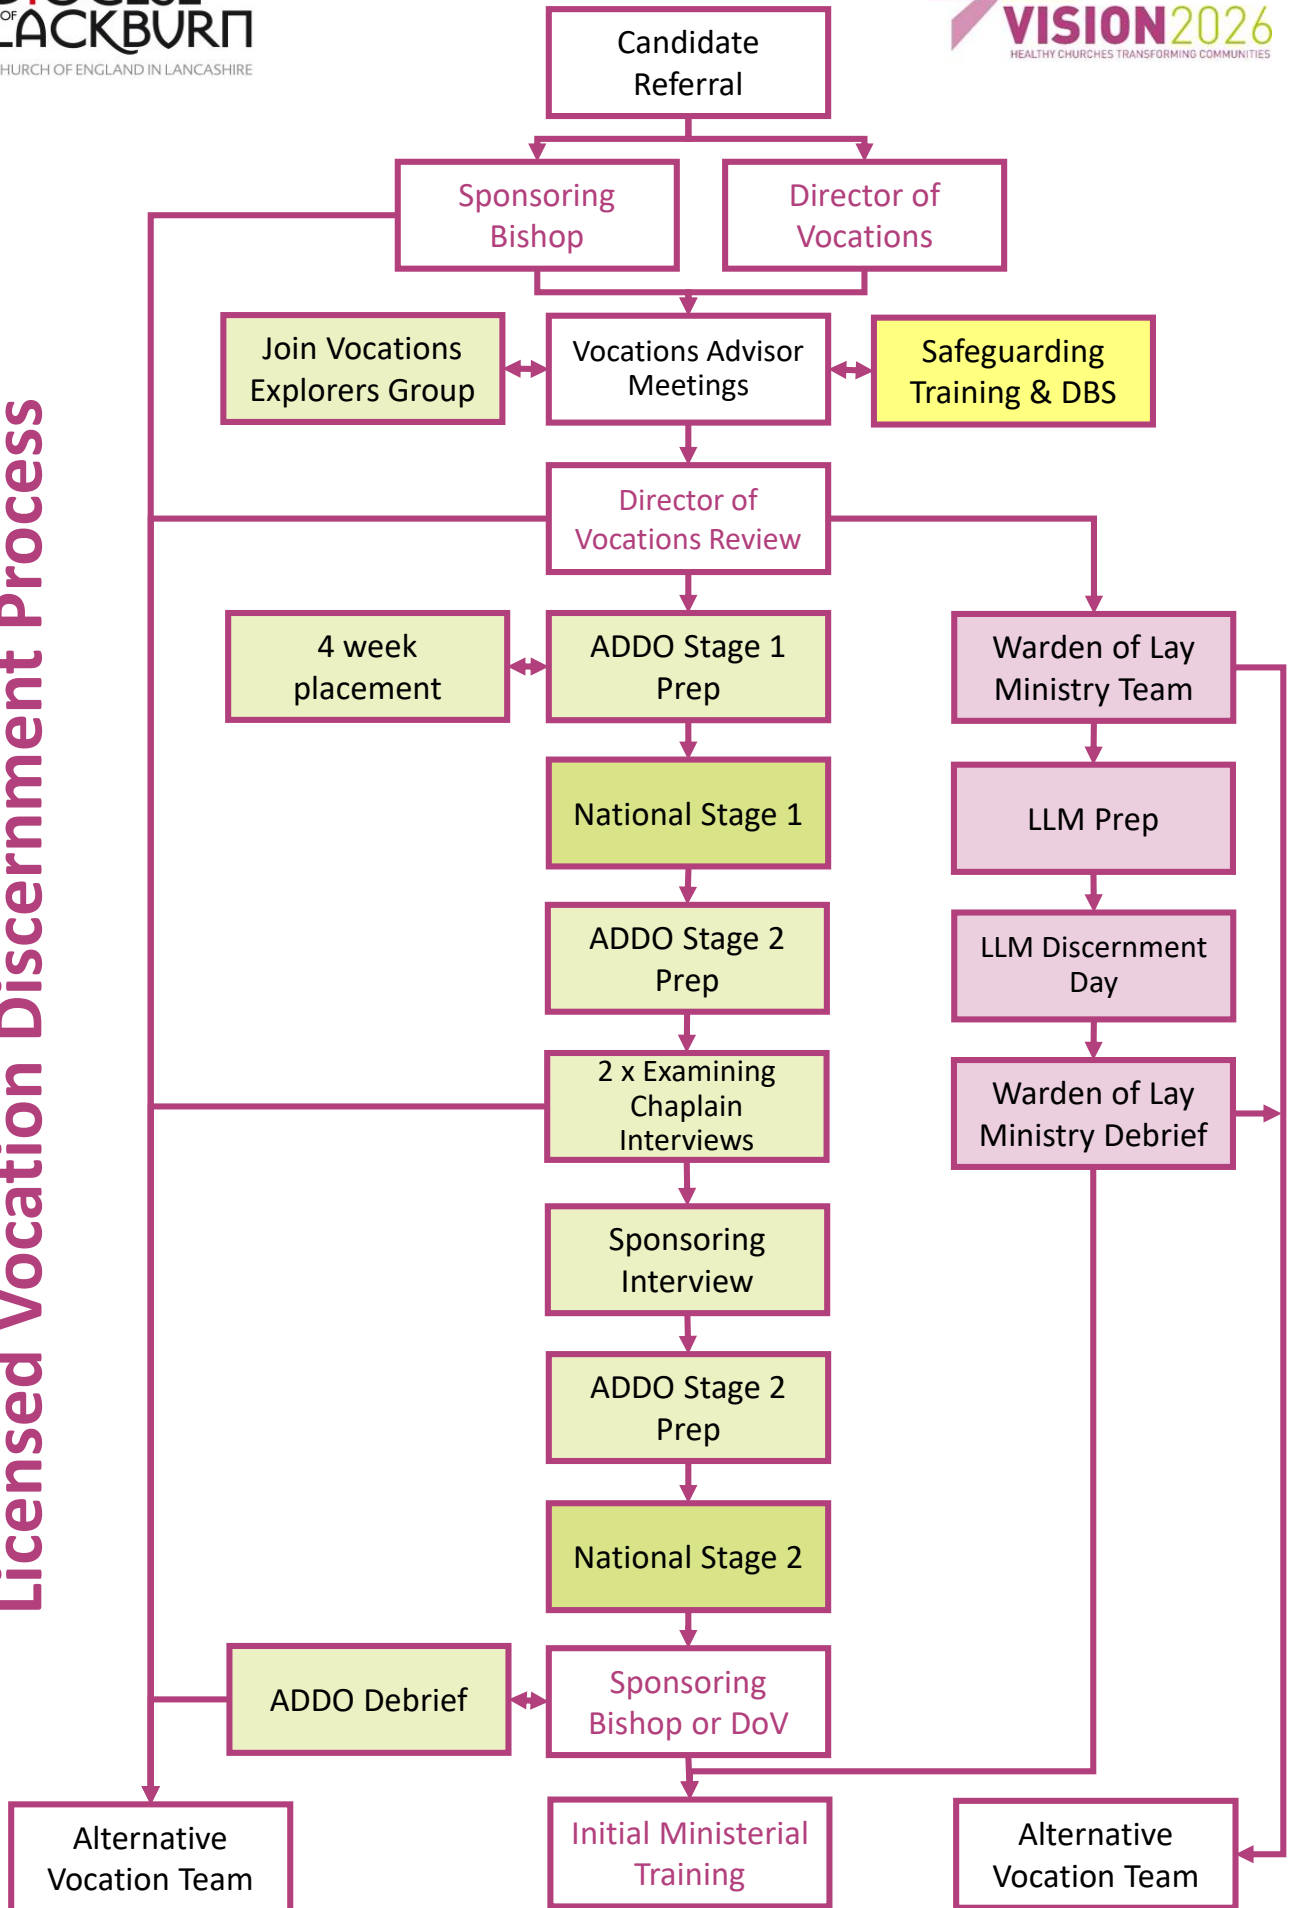 OF
BLACKBURN
CHURCH OF ENGLAND IN LANCASHIRE
VISION2026
HEALTHY CHURCHES TRANSFORMING COMMUNITIES
Licensed Vocation Discernment Process
Candidate
Referral
Sponsoring
Bishop
Director of
Vocations
Join Vocations
Explorers Group
Vocations Advisor
Meetings
Safeguarding
Training & DBS
Director of
Vocations Review
4 week
placement
ADDO Stage 1
Prep
Warden of Lay
Ministry Team
National Stage 1
LLM Prep
ADDO Stage 2
Prep
LLM Discernment
Day
2 x Examining
Chaplain
Interviews
Warden of Lay
Ministry Debrief
Sponsoring
Interview
ADDO Stage 2
Prep
National Stage 2
ADDO Debrief
Sponsoring
Bishop or DoV
Alternative
Vocation Team
Initial Ministerial
Training
Alternative
Vocation Team